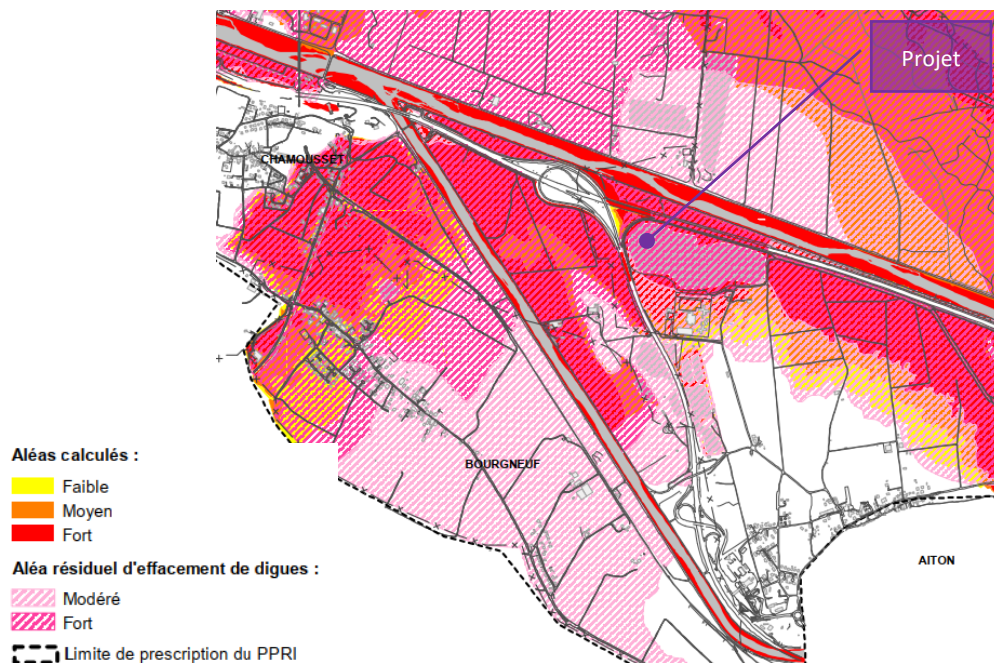 Projet
CHAMOUSSET
BOURGNEUF
AITON
Aléas calculés :
Faible
Moyen
Fort
Aléa résiduel d'effacement de digues :
Modéré
Fort
Limite de prescription du PPRI